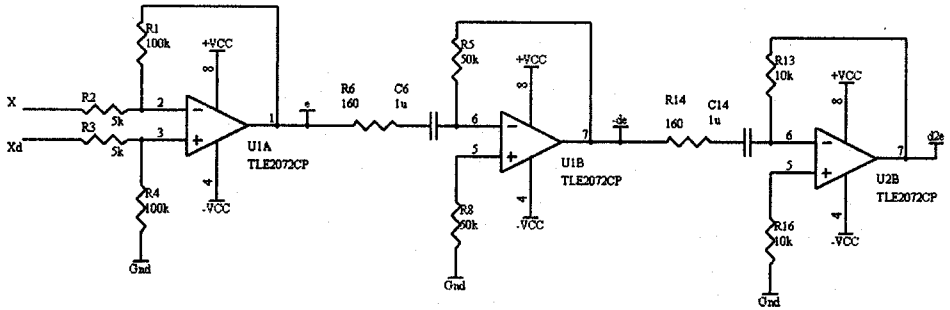 R1
100k
+VCC
8
X
R2
5k
2
Xd
R3
5k
3
1
e
U1A
TLE2072CP
4
-VCC
R4
100k
Gnd
R6
160
C6
1u
R5
50k
+VCC
8
6
5
7
-de
U1B
TLE2072CP
4
-VCC
R8
50k
Gnd
R14
160
C14
1u
R13
10k
+VCC
8
6
5
7
d2e
U2B
TLE2072CP
4
-VCC
R16
10k
Gnd